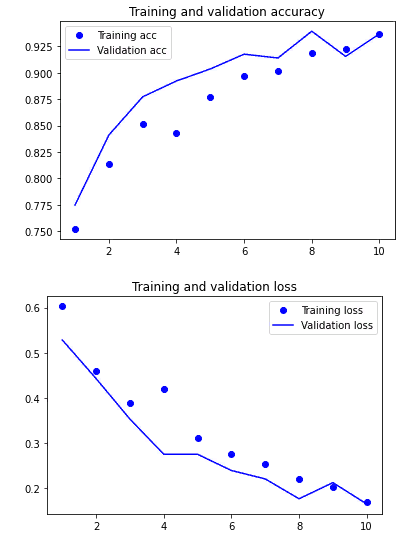 Training and validation accuracy
Training acc
Validation acc
0.925
0.900
0.875
0.850
0.825
0.800
0.775
0.750
2 4 6 8 10
Training and validation loss
Training loss
Validation loss
0.6
0.5
0.4
0.3
0.2
2 4 6 8 10